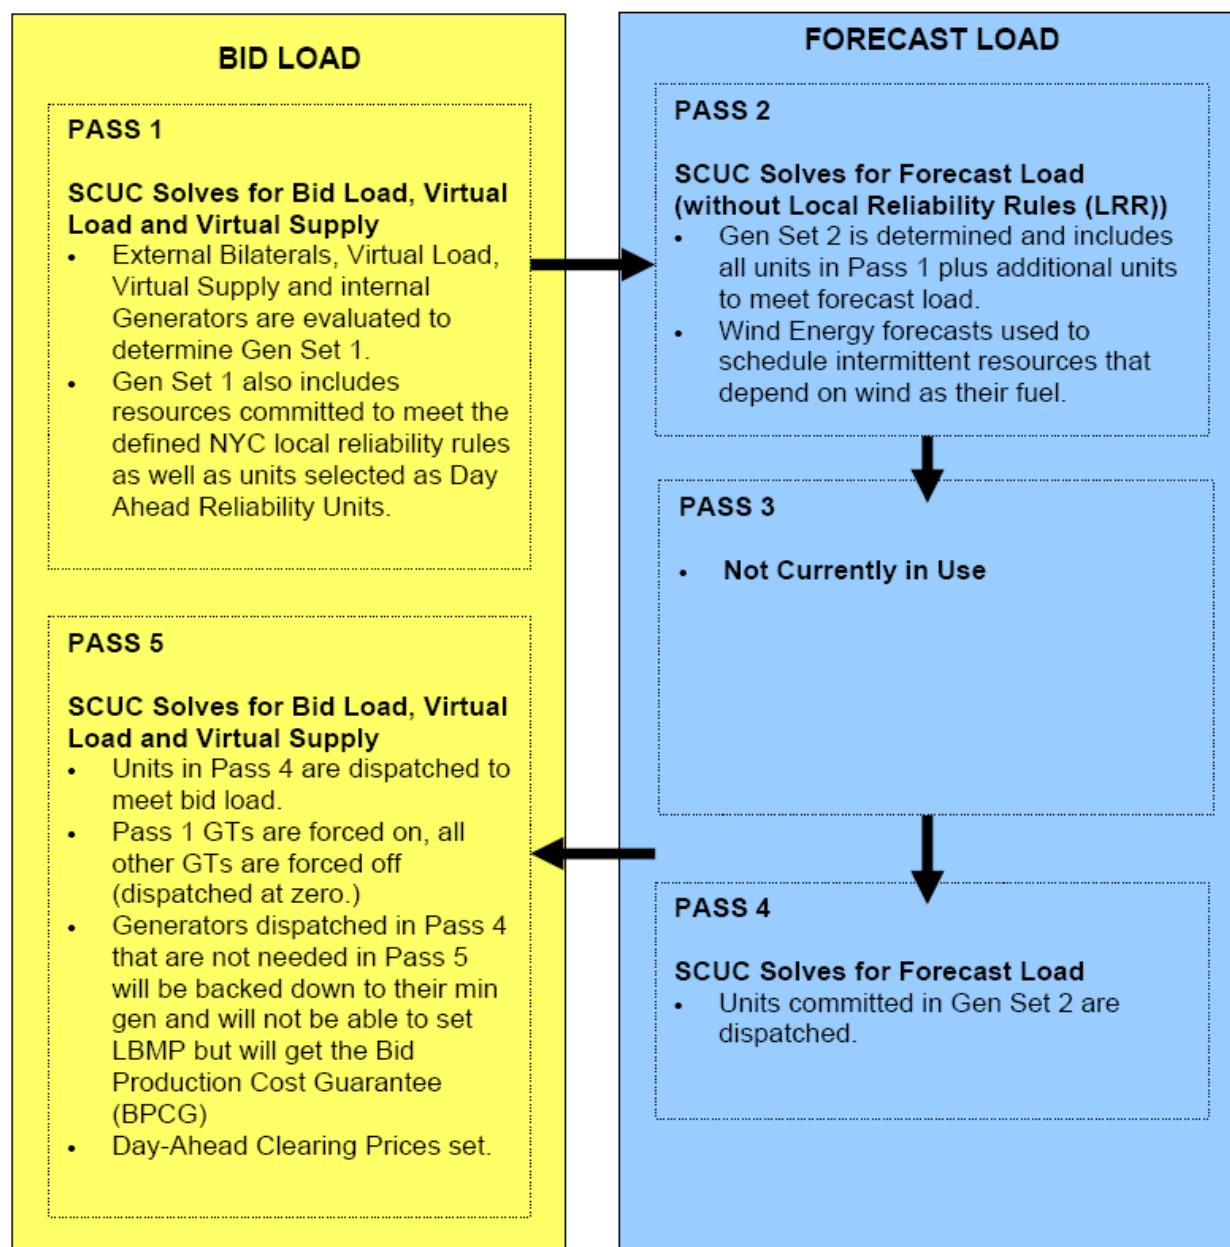 BID LOAD
PASS 1
SCUC Solves for Bid Load, Virtual
Load and Virtual Supply
• External Bilaterals, Virtual Load,
Virtual Supply and internal
Generators are evaluated to
determine Gen Set 1.
• Gen Set 1 also includes
resources committed to meet the
defined NYC local reliability rules
as well as units selected as Day
Ahead Reliability Units.
FORECAST LOAD
PASS 2
SCUC Solves for Forecast Load
(without Local Reliability Rules (LRR))
• Gen Set 2 is determined and includes
all units in Pass 1 plus additional units
to meet forecast load.
• Wind Energy forecasts used to
schedule intermittent resources that
depend on wind as their fuel.
PASS 3
• Not Currently in Use
PASS 4
SCUC Solves for Forecast Load
• Units committed in Gen Set 2 are
dispatched.
PASS 5
SCUC Solves for Bid Load, Virtual
Load and Virtual Supply
• Units in Pass 4 are dispatched to
meet bid load.
• Pass 1 GTs are forced on, all
other GTs are forced off
(dispatched at zero.)
• Generators dispatched in Pass 4
that are not needed in Pass 5
will be backed down to their min
gen and will not be able to set
LBMP but will get the Bid
Production Cost Guarantee
(BPCG)
• Day-Ahead Clearing Prices set.